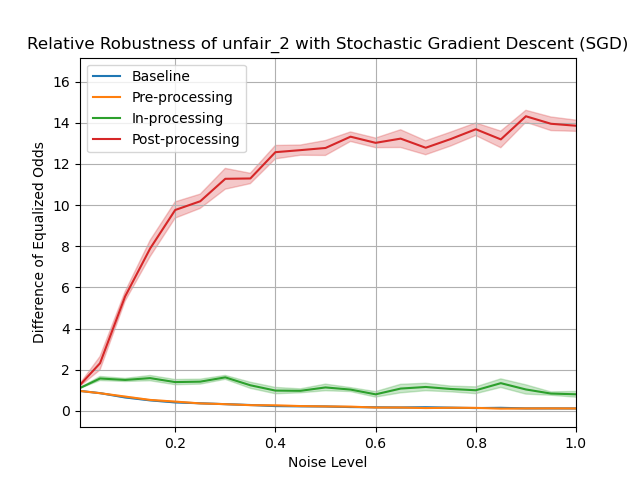 Relative Robustness of unfair_2 with Stochastic Gradient Descent (SGD)
Baseline
Pre-processing
In-processing
Post-processing
Difference of Equalized Odds
16
14
12
10
8
6
4
2
0
0.2
0.4
0.6
0.8
1.0
Noise Level